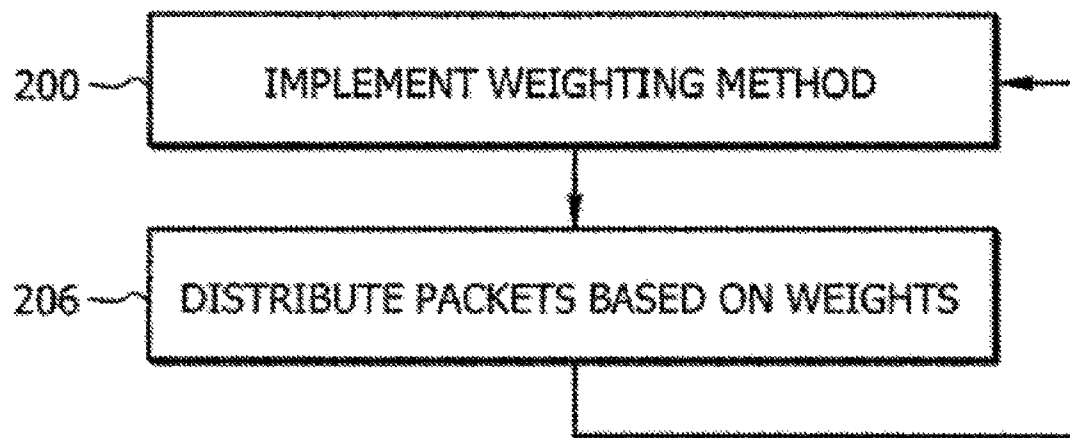 200 IMPLEMENT WEIGHTING METHOD
206 DISTRIBUTE PACKETS BASED ON WEIGHTS